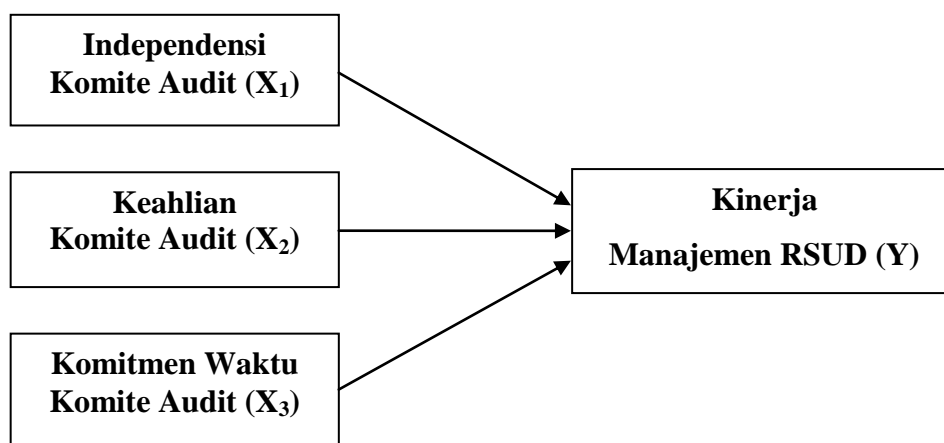 Independensi
Komite Audit (X₁)
Keahlian
Komite Audit (X₂)
Komitmen Waktu
Komite Audit (X₃)
Kinerja
Manajemen RSUD (Y)